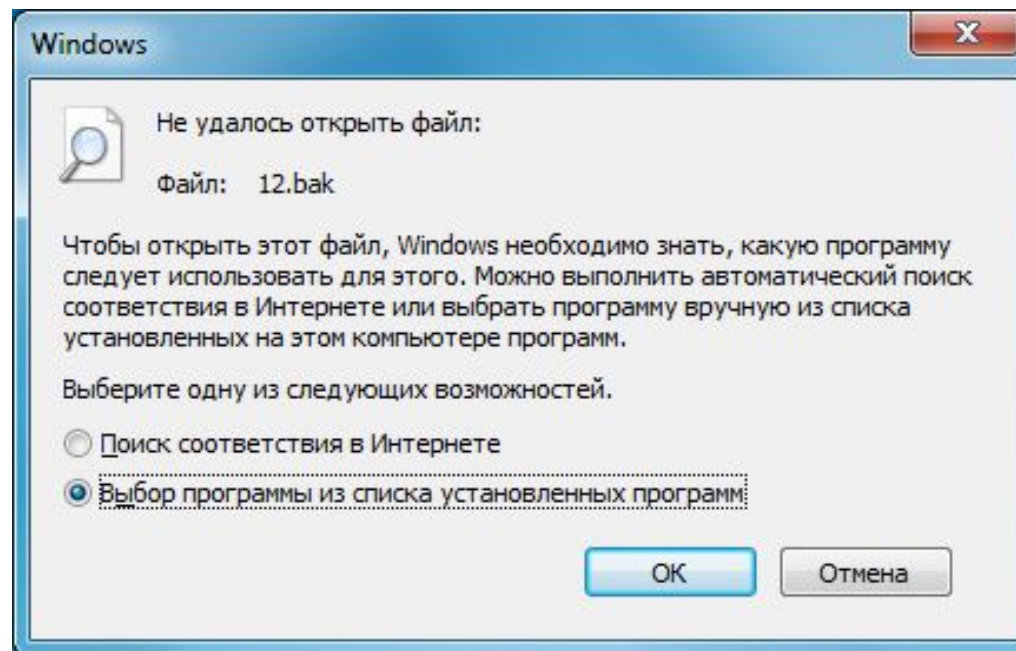 Windows
Не удалось открыть файл:
Файл: 12.bak
Чтобы открыть этот файл, Windows необходимо знать, какую программу
следует использовать для этого. Можно выполнить автоматический поиск
соответствия в Интернете или выбрать программу вручную из списка
установленных на этом компьютере программ.
Выберите одну из следующих возможностей.
Поиск соответствия в Интернете
Выбор программы из списка установленных программ
ОК
Отмена